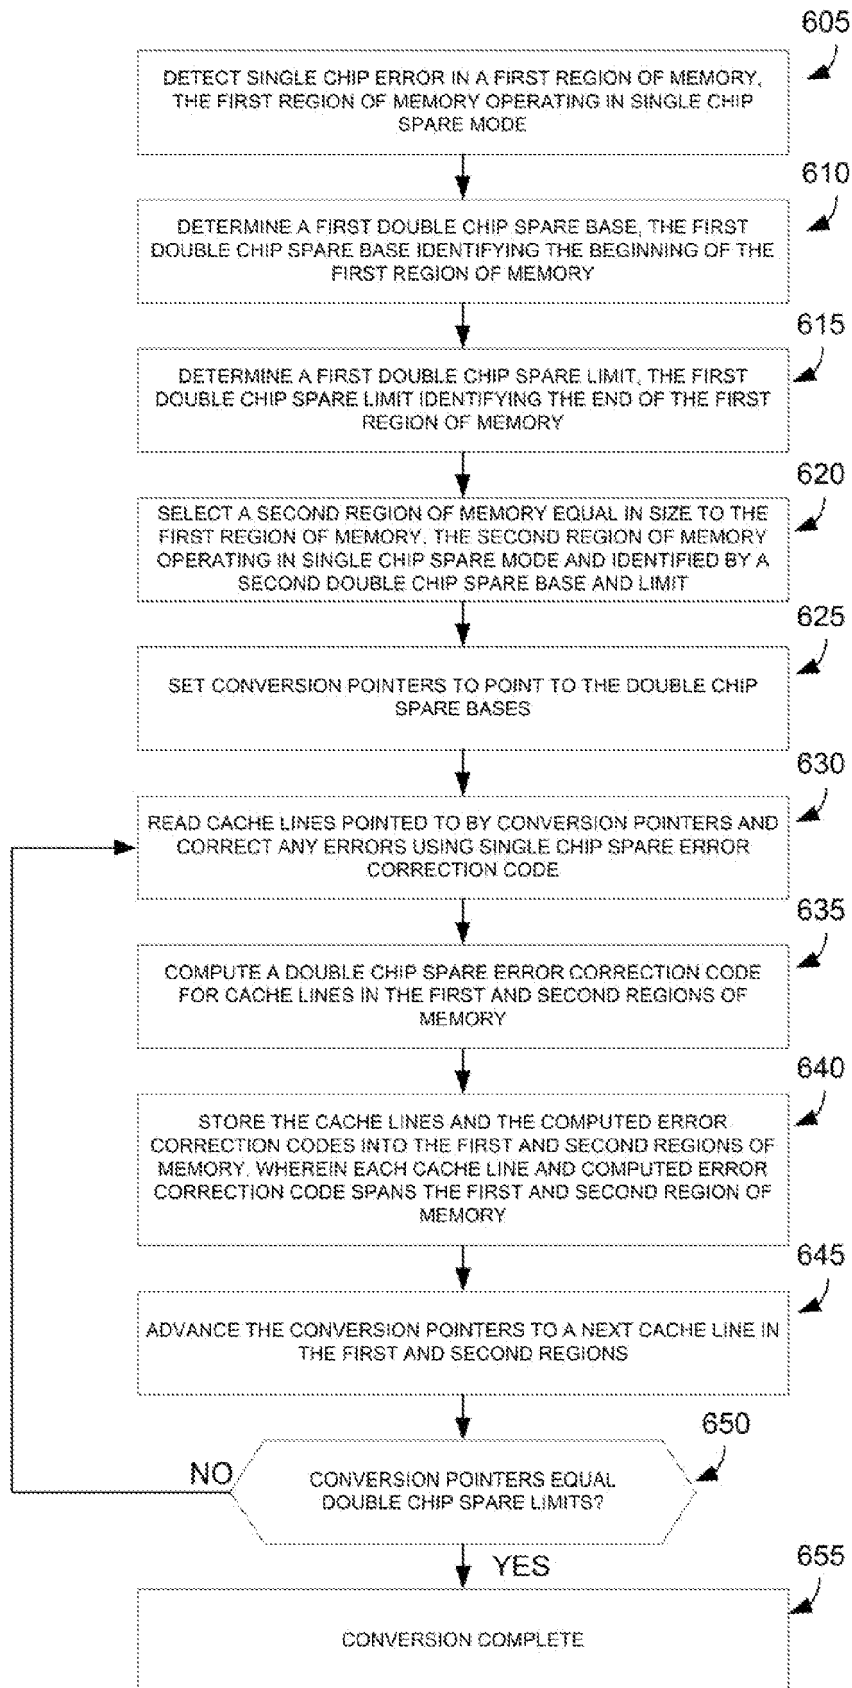 605
DETECT SINGLE CHIP ERROR IN A FIRST REGION OF MEMORY,
THE FIRST REGION OF MEMORY OPERATING IN SINGLE CHIP
SPARE MODE
610
DETERMINE A FIRST DOUBLE CHIP SPARE BASE, THE FIRST
DOUBLE CHIP SPARE BASE IDENTIFYING THE BEGINNING OF THE
FIRST REGION OF MEMORY
615
DETERMINE A FIRST DOUBLE CHIP SPARE LIMIT, THE FIRST
DOUBLE CHIP SPARE LIMIT IDENTIFYING THE END OF THE FIRST
REGION OF MEMORY
620
SELECT A SECOND REGION OF MEMORY EQUAL IN SIZE TO THE
FIRST REGION OF MEMORY, THE SECOND REGION OF MEMORY
OPERATING IN SINGLE CHIP SPARE MODE AND IDENTIFIED BY A
SECOND DOUBLE CHIP SPARE BASE AND LIMIT
625
SET CONVERSION POINTERS TO POINT TO THE DOUBLE CHIP
SPARE BASES
630
READ CACHE LINES POINTED TO BY CONVERSION POINTERS AND
CORRECT ANY ERRORS USING SINGLE CHIP SPARE ERROR
CORRECTION CODE
635
COMPUTE A DOUBLE CHIP SPARE ERROR CORRECTION CODE
FOR CACHE LINES IN THE FIRST AND SECOND REGIONS OF
MEMORY
640
STORE THE CACHE LINES AND THE COMPUTED ERROR
CORRECTION CODES INTO THE FIRST AND SECOND REGIONS OF
MEMORY, WHEREIN EACH CACHE LINE AND COMPUTED ERROR
CORRECTION CODE SPANS THE FIRST AND SECOND REGION OF
MEMORY
645
ADVANCE THE CONVERSION POINTERS TO A NEXT CACHE LINE IN
THE FIRST AND SECOND REGIONS
650
NO
CONVERSION POINTERS EQUAL
DOUBLE CHIP SPARE LIMITS?
YES
655
CONVERSION COMPLETE